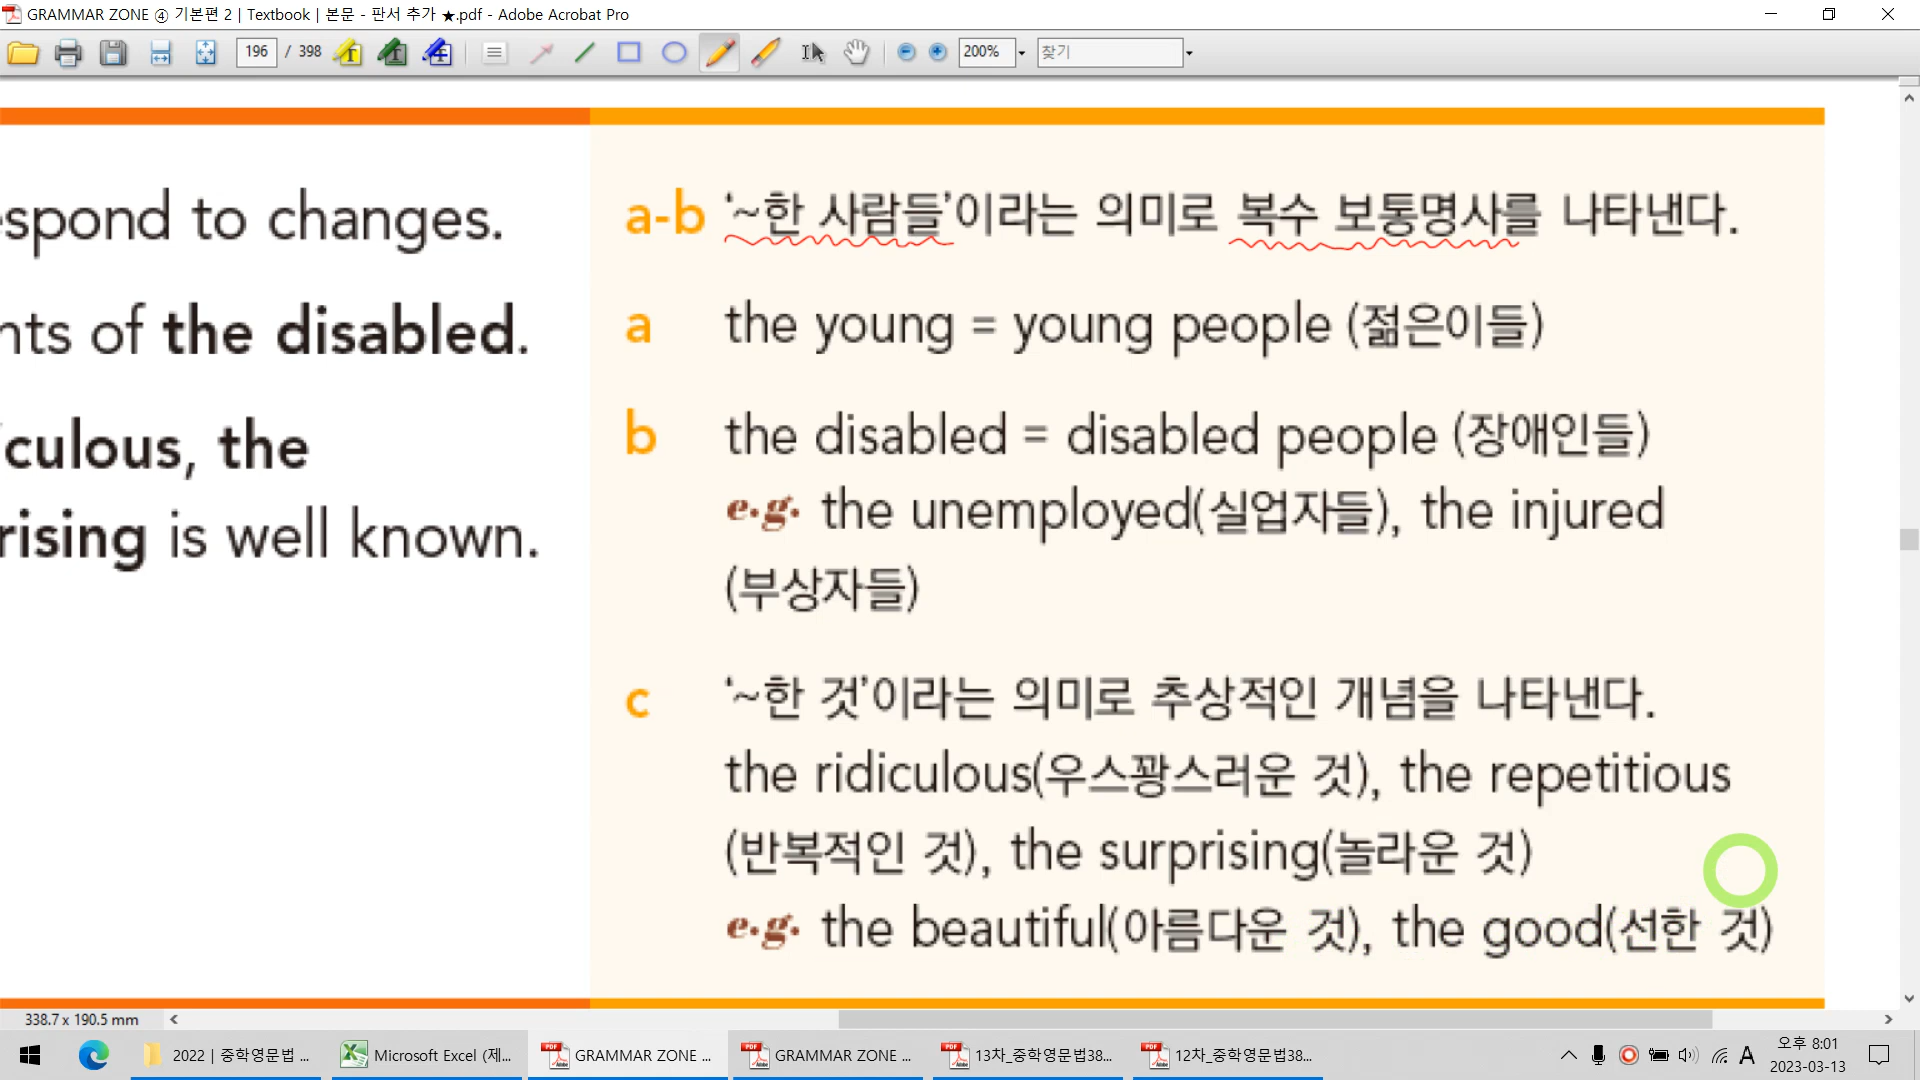 GRAMMAR ZONE ④ 기본편 2 | Textbook | 본문 - 판서 추가 ★.pdf - Adobe Acrobat Pro
196 / 398
200%
찾기
spond to changes.
nts of the disabled.
culous, the
rising is well known.
a-b '~한 사람들'이라는 의미로 복수 보통명사를 나타낸다.
a the young = young people (젊은이들)
b the disabled = disabled people (장애인들)
e.g. the unemployed(실업자들), the injured
(부상자들)
c '~한 것'이라는 의미로 추상적인 개념을 나타낸다.
the ridiculous(우스꽝스러운 것), the repetitious
(반복적인 것), the surprising(놀라운 것)
e.g. the beautiful(아름다운 것), the good(선한 것)
338.7 x 190.5 mm
2022 | 중학영문법 ...
Microsoft Excel (제...
GRAMMAR ZONE ...
GRAMMAR ZONE ...
13차_중학영문법38...
12차_중학영문법38...
A
오후 8:01
2023-03-13